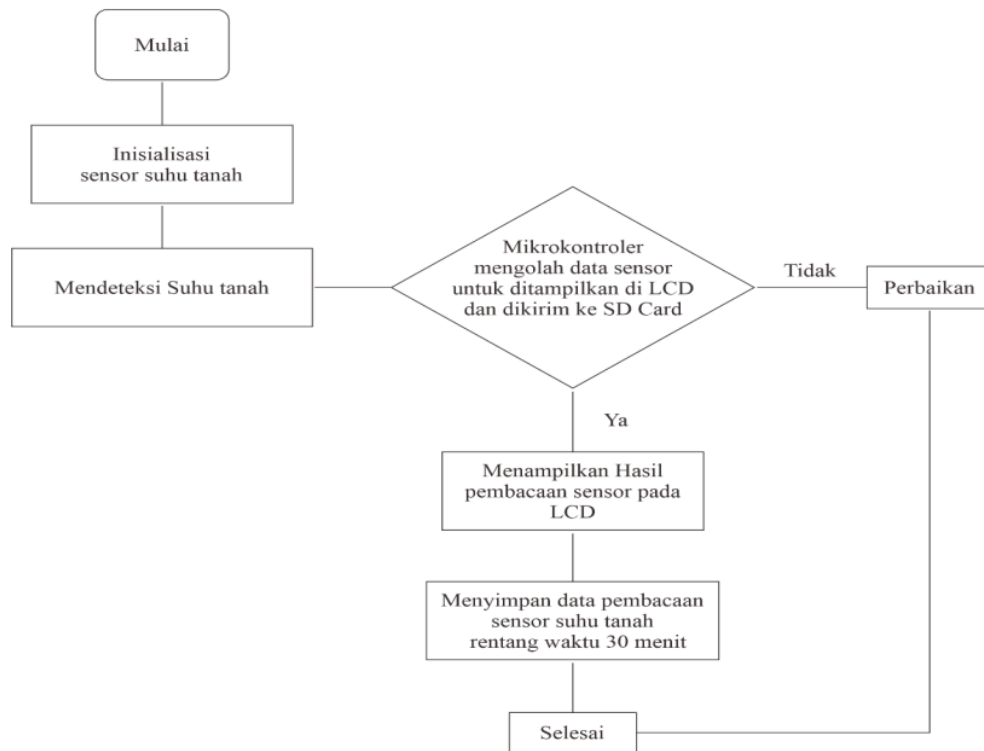 Mulai
Inisialisasi
sensor suhu tanah
Mendeteksi Suhu tanah
Mikrokontroler
mengolah data sensor
untuk ditampilkan di LCD
dan dikirim ke SD Card
Tidak
Perbaikan
Ya
Menampilkan Hasil
pembacaan sensor pada
LCD
Menyimpan data pembacaan
sensor suhu tanah
rentang waktu 30 menit
Selesai